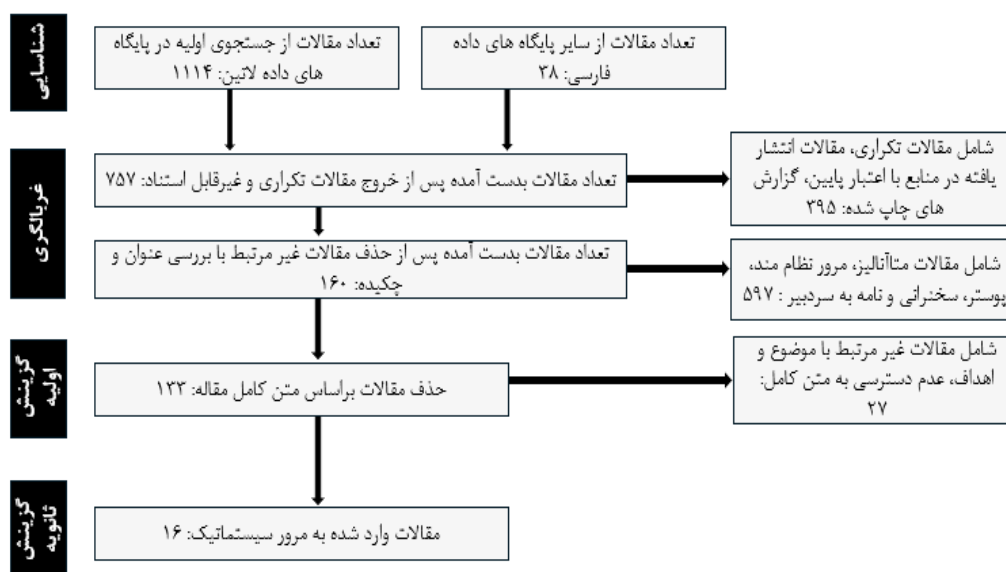 شناسایی
تعداد مقالات از جستجوی اولیه در پایگاه
های داده لاتین: ۱۱۱۴
تعداد مقالات از سایر پایگاه های داده
فارسی: ۳۸
غربالگری
تعداد مقالات بدست آمده پس از خروج مقالات تکراری و غیرقابل استناد: ۷۵۷
شامل مقالات تکراری، مقالات انتشار
یافته در منابع با اعتبار پایین، گزارش
های چاپ شده: ۳۹۵
تعداد مقالات بدست آمده پس از حذف مقالات غیر مرتبط با بررسی عنوان و
چکیده: ۱۶۰
شامل مقالات متاآنالیز، مرور نظام مند،
پوستر، سخنرانی و نامه به سردبیر : ۵۹۷
گزینش
اولیه
حذف مقالات براساس متن کامل مقاله: ۱۳۳
شامل مقالات غیر مرتبط با موضوع و
اهداف، عدم دسترسی به متن کامل:
۲۷
گزینش
ثانویه
مقالات وارد شده به مرور سیستماتیک: ۱۶